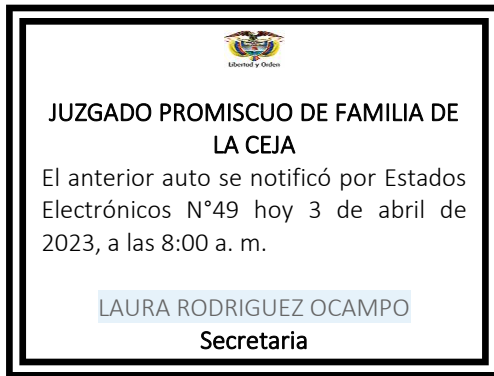 Libertad y Orden
JUZGADO PROMISCUO DE FAMILIA DE
LA CEJA
El anterior auto se notificó por Estados
Electrónicos N°49 hoy 3 de abril de
2023, a las 8:00 a. m.
LAURA RODRIGUEZ OCAMPO
Secretaria